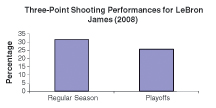 Three-Point Shooting Performances for LeBron
James (2008)
Percentage
35
30
25
20
15
10
5
0
Regular Season
Playoffs